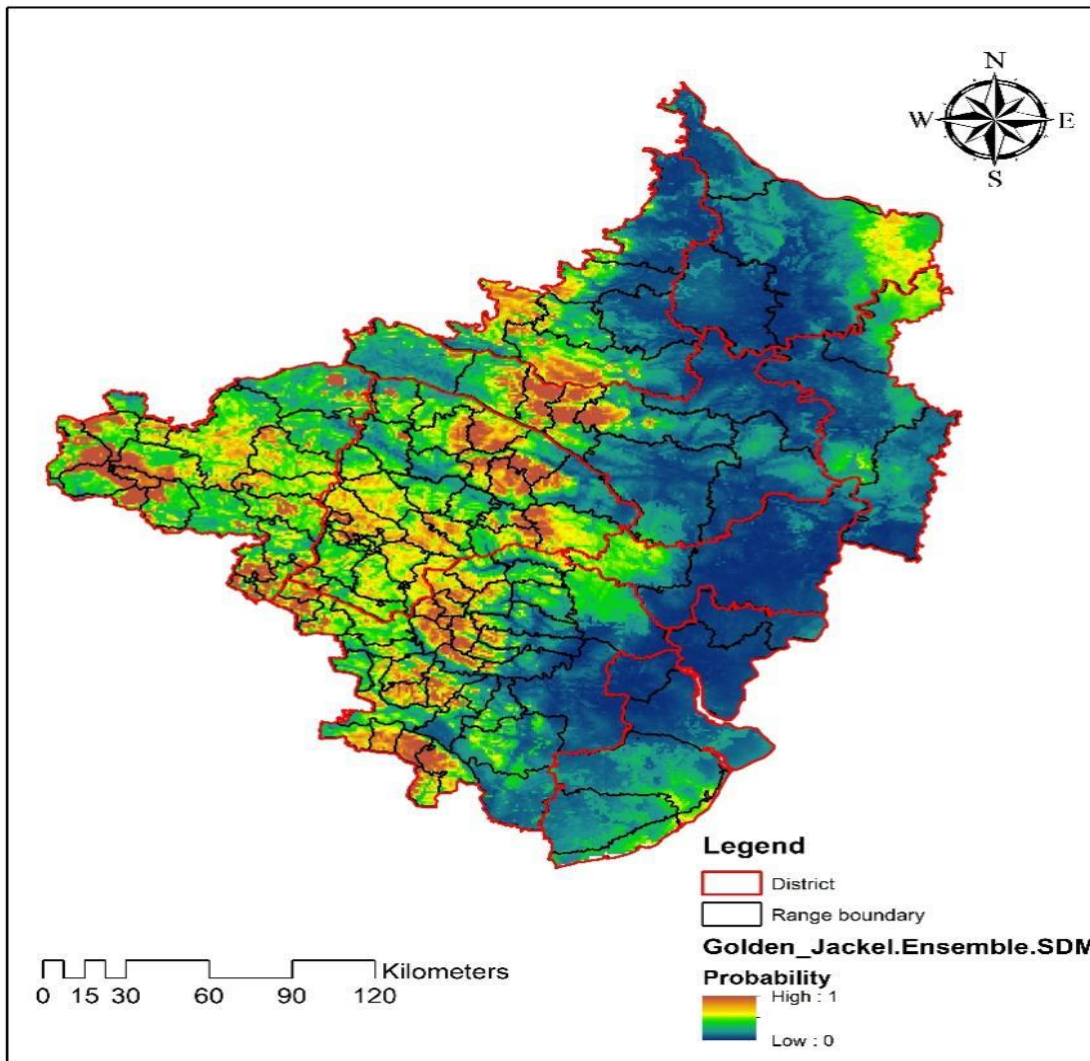 N
W E
S
Legend
District
Range boundary
Golden_Jackel.Ensemble.SDM
Probability
High : 1
Low : 0
Kilometers
0 15 30 60 90 120